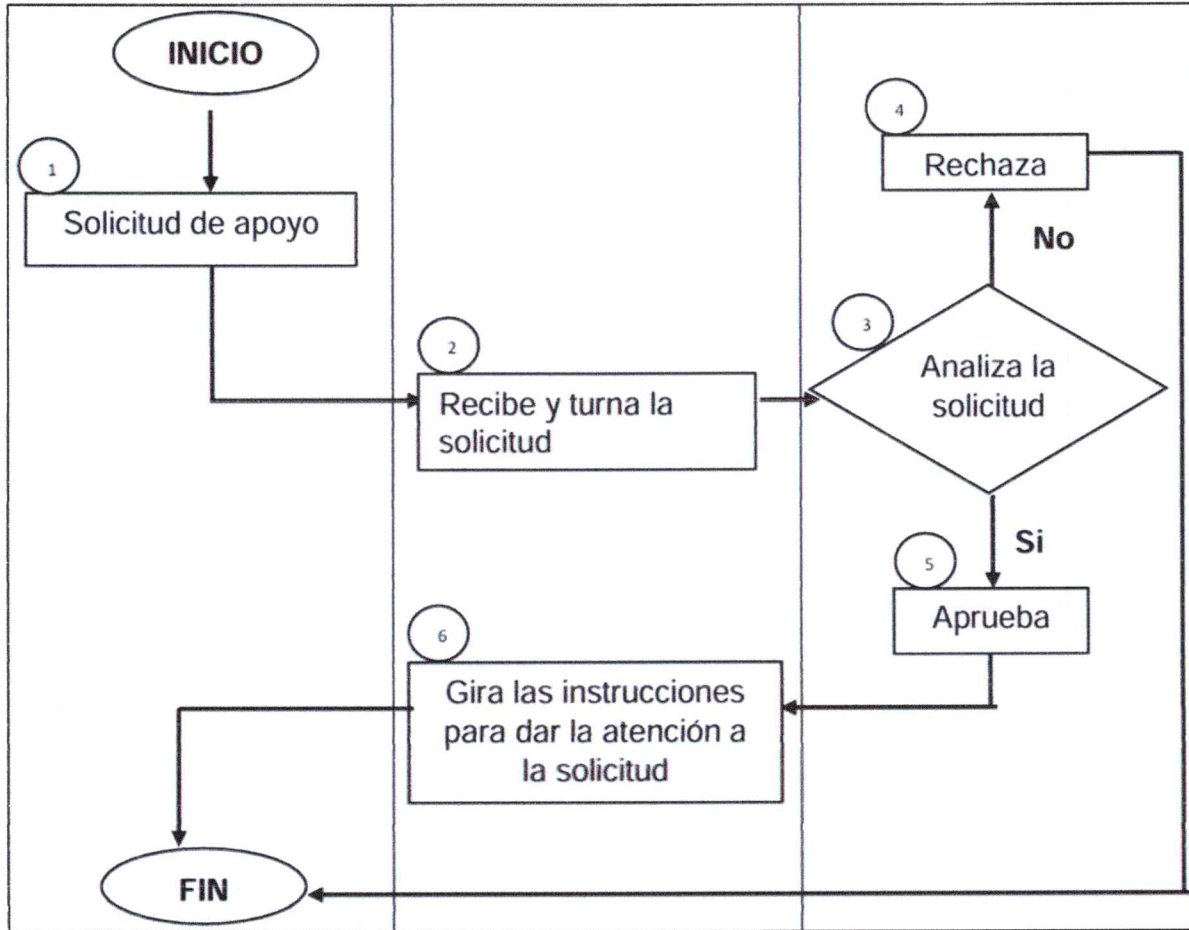 INICIO
1
Solicitud de apoyo
2
Recibe y turna la
solicitud
3
Analiza la
solicitud
No
4
Rechaza
Si
5
Aprueba
6
Gira las instrucciones
para dar la atención a
la solicitud
FIN